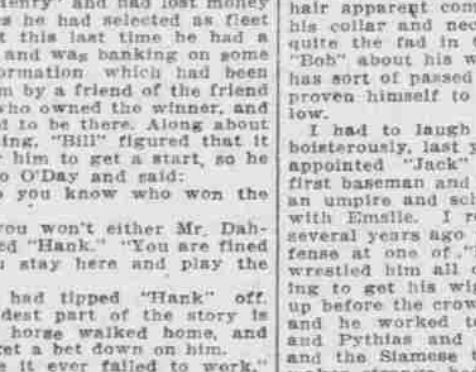 enry" and had lost money
s he had selected as fleet
t this last time he had a
and was banking on some
ormation which had been
m by a friend of the friend
who owned the winner, and
d to be there. Along about
ing, "Bill" figured that it
him to get a start, so he
o O'Day and said:
you know who won the
you won't either Mr. Dah-
ed "Hank." "You are fined
stay here and play the
had tipped "Hank" off.
dest part of the story is
horse walked home, and
et a bet down on him.
e it ever failed to work,"
hair apparent
his collar and
quite the fad in
"Bob" about his
has sort of passed
proven himself to
low.
I had to laugh
boisterously, last
appointed "Jack"
first baseman and
an umpire and
with Emslie. I
several years ago
fense at one of
wrestled him all
ing to get his
up before the
and he worked
and Pythias and
and the Siamese